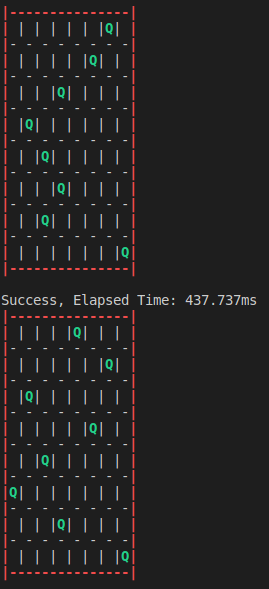 |---------------|
| | | | | | |Q| |
|- - - - - - - -|
| | | | | |Q| | |
|- - - - - - - -|
| | | |Q| | | | |
|- - - - - - - -|
| |Q| | | | | | |
|- - - - - - - -|
| | |Q| | | | | |
|- - - - - - - -|
| | | |Q| | | | |
|- - - - - - - -|
| | |Q| | | | | |
|- - - - - - - -|
| | | | | | | |Q|
|---------------|
Success, Elapsed Time: 437.737ms
|---------------|
| | | | |Q| | | |
|- - - - - - - -|
| | | | | | |Q| |
|- - - - - - - -|
| |Q| | | | | | |
|- - - - - - - -|
| | | | | |Q| | |
|- - - - - - - -|
| | |Q| | | | | |
|- - - - - - - -|
|Q| | | | | | | |
|- - - - - - - -|
| | | |Q| | | | |
|- - - - - - - -|
| | | | | | | |Q|
|---------------|